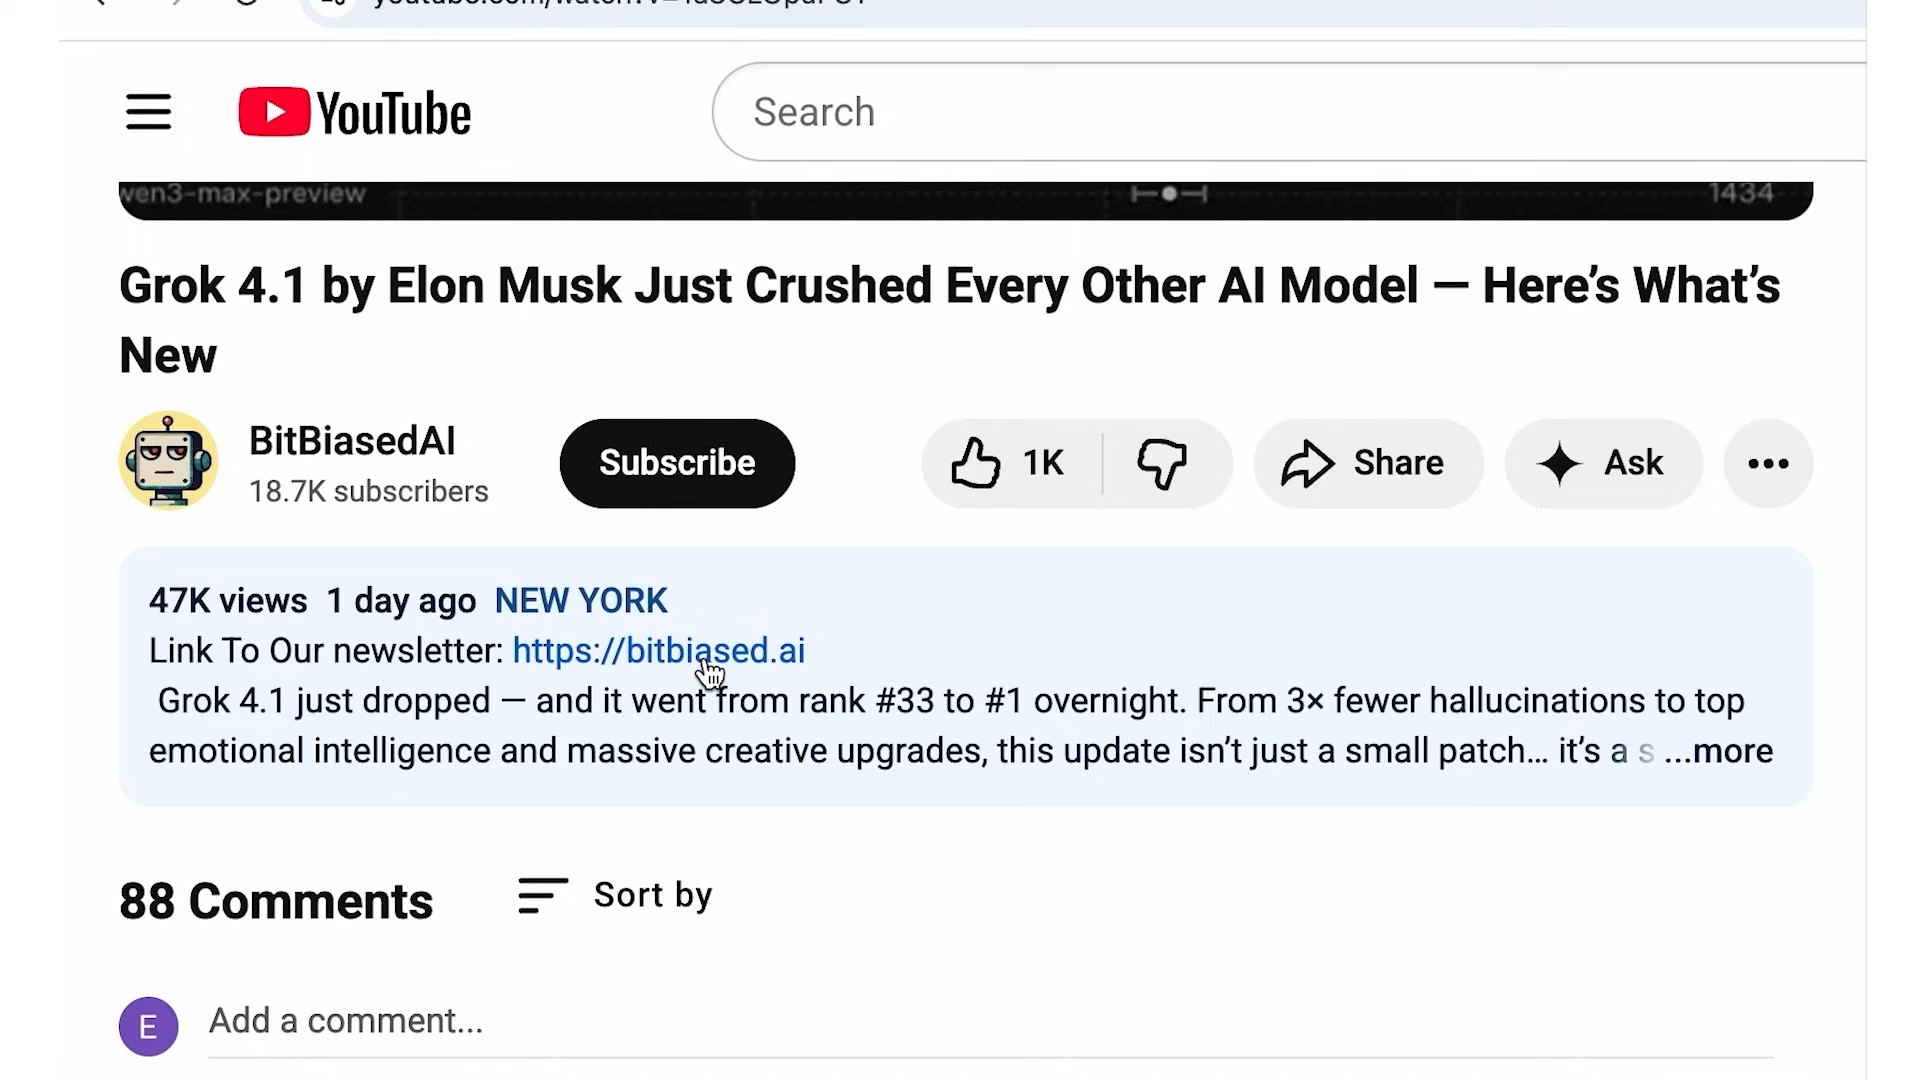 YouTube
Search
wen3-max-preview
1434
Grok 4.1 by Elon Musk Just Crushed Every Other AI Model — Here’s What’s
New
BitBiasedAI
18.7K subscribers
Subscribe
1K
Share
Ask
47K views 1 day ago NEW YORK
Link To Our newsletter: https://bitbiased.ai
Grok 4.1 just dropped — and it went from rank #33 to #1 overnight. From 3× fewer hallucinations to top
emotional intelligence and massive creative upgrades, this update isn’t just a small patch… it’s a s ...more
88 Comments
Sort by
E
Add a comment...